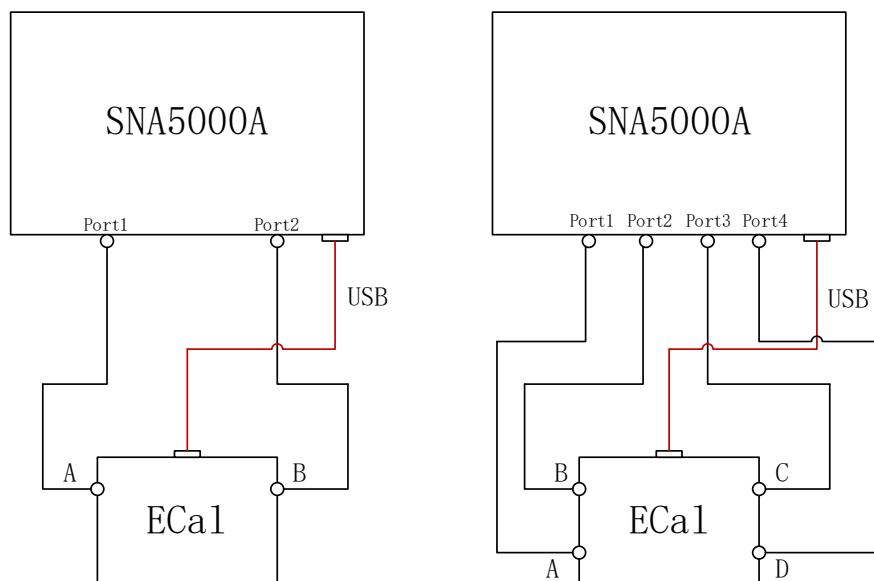 SNA5000A
Port1
Port2
USB
A
B
ECal
SNA5000A
Port1
Port2
Port3
Port4
USB
B
C
ECal
A
D